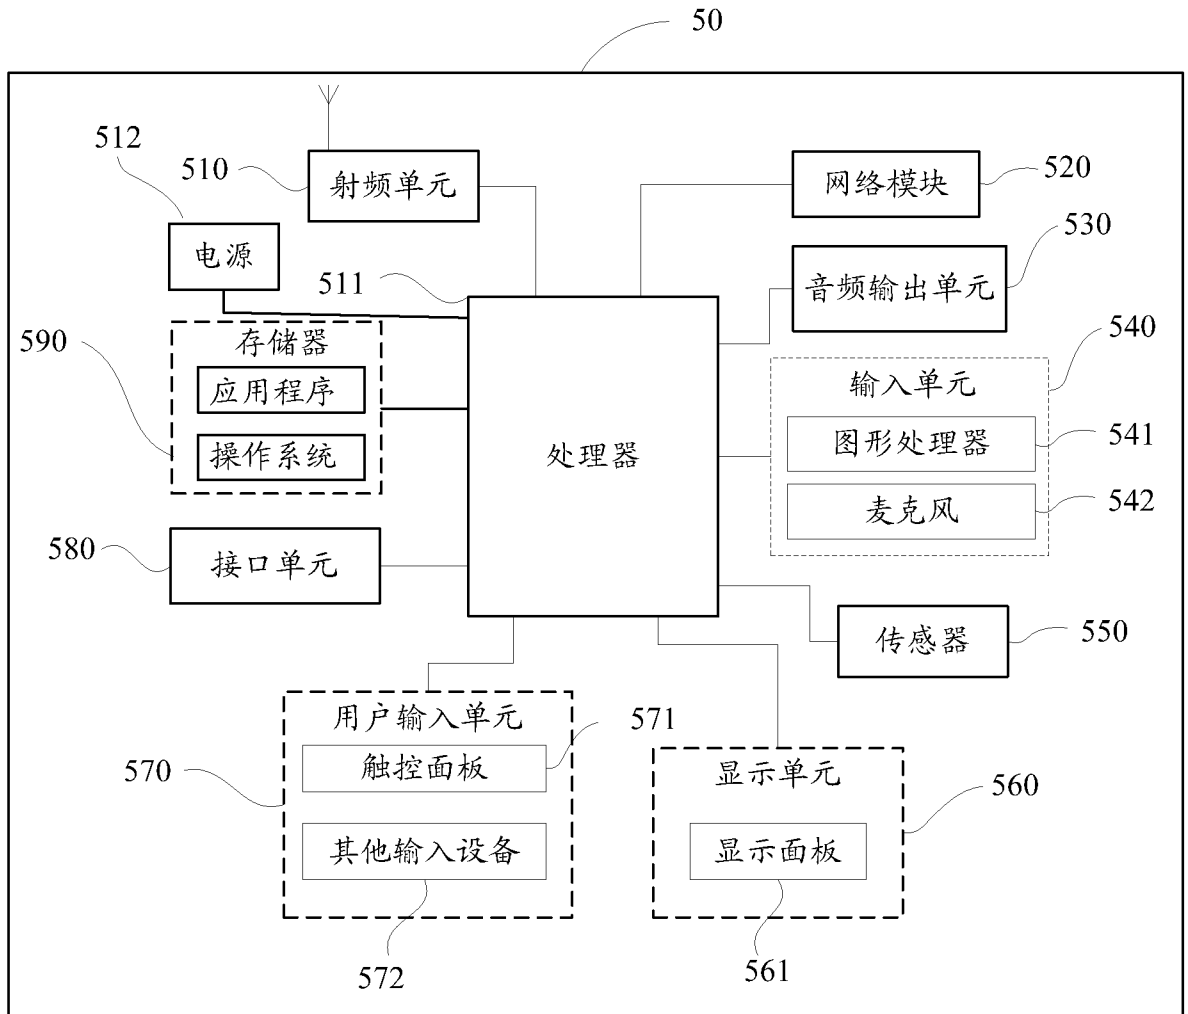 50
512
510
射频单元
网络模块
520
电源
530
511
音频输出单元
590
存储器
540
应用程序
输入单元
操作系统
处理器
图形处理器
541
麦克风
542
580
接口单元
传感器
550
用户输入单元
571
570
触控面板
显示单元
560
其他输入设备
显示面板
572
561